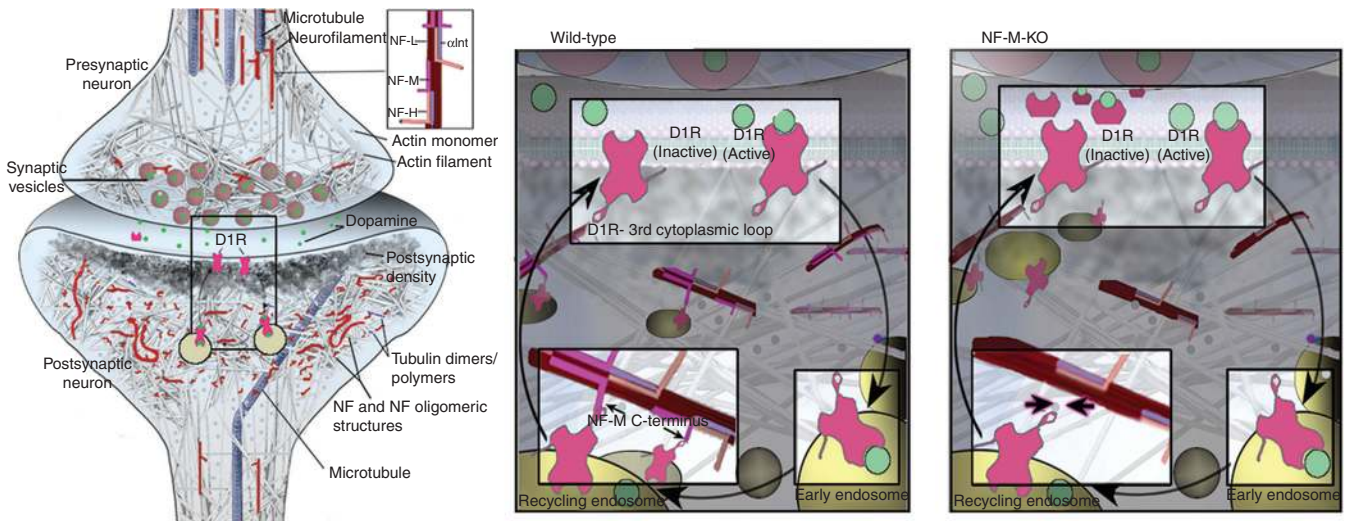 Microtubule
Neurofilament
NF-L
αInt
NF-M
NF-H
Presynaptic
neuron
Actin monomer
Actin filament
Synaptic
vesicles
Dopamine
D1R
Postsynaptic
density
Postsynaptic
neuron
Tubulin dimers/
polymers
NF and NF oligomeric
structures
Microtubule
Wild-type
D1R
(Inactive)
D1R
(Active)
D1R- 3rd cytoplasmic loop
NF-M C-terminus
Recycling endosome
Early endosome
NF-M-KO
D1R
(Inactive)
D1R
(Active)
Recycling endosome
Early endosome